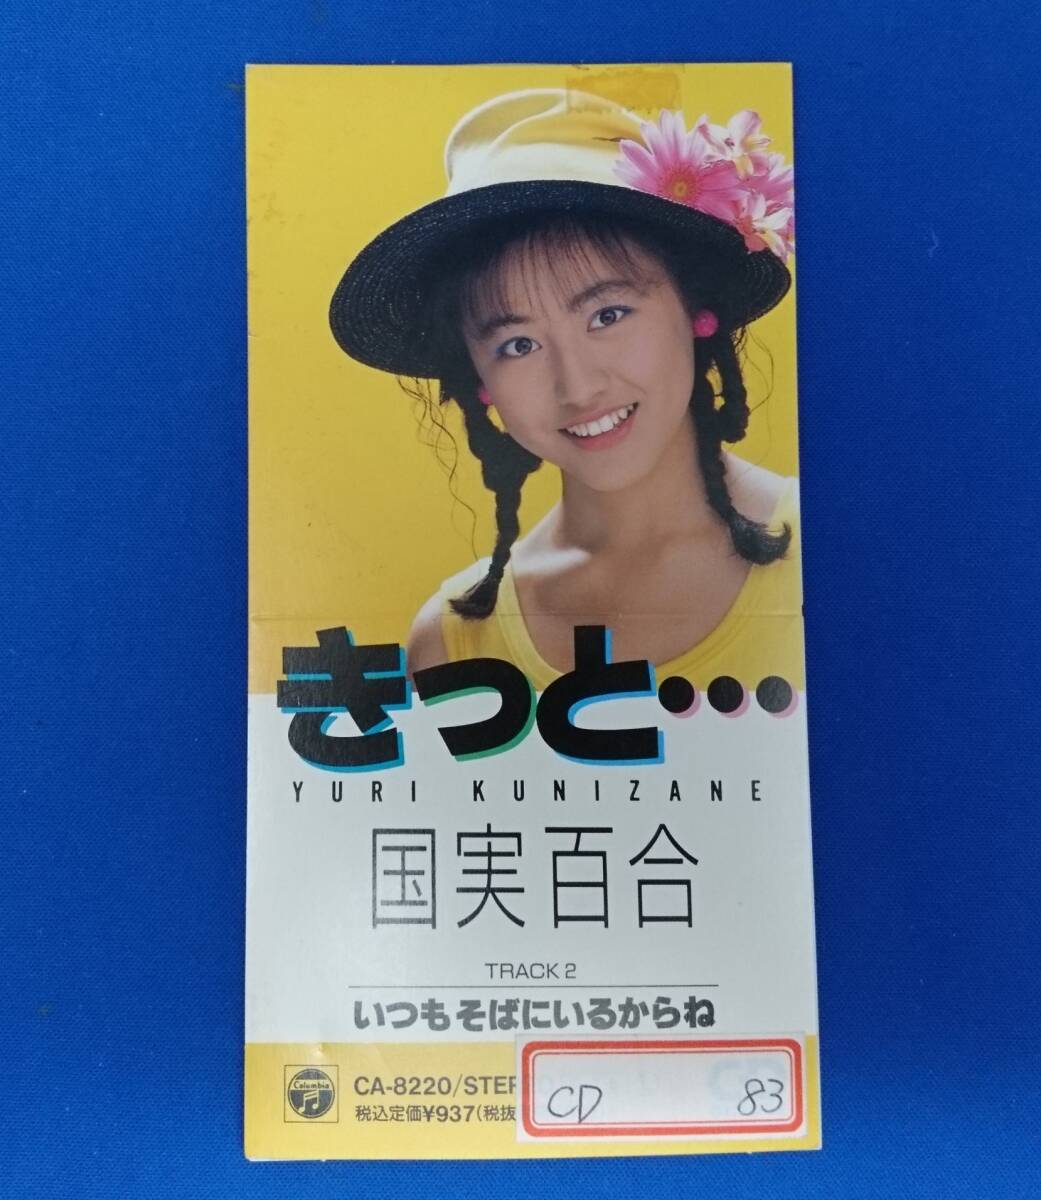 きっと・・・
YURI KUNIZANE
国実百合
TRACK 2
いつもそばにいるからね
Columbia
CA-8220/STER
税込定価¥937(税抜
CD 83